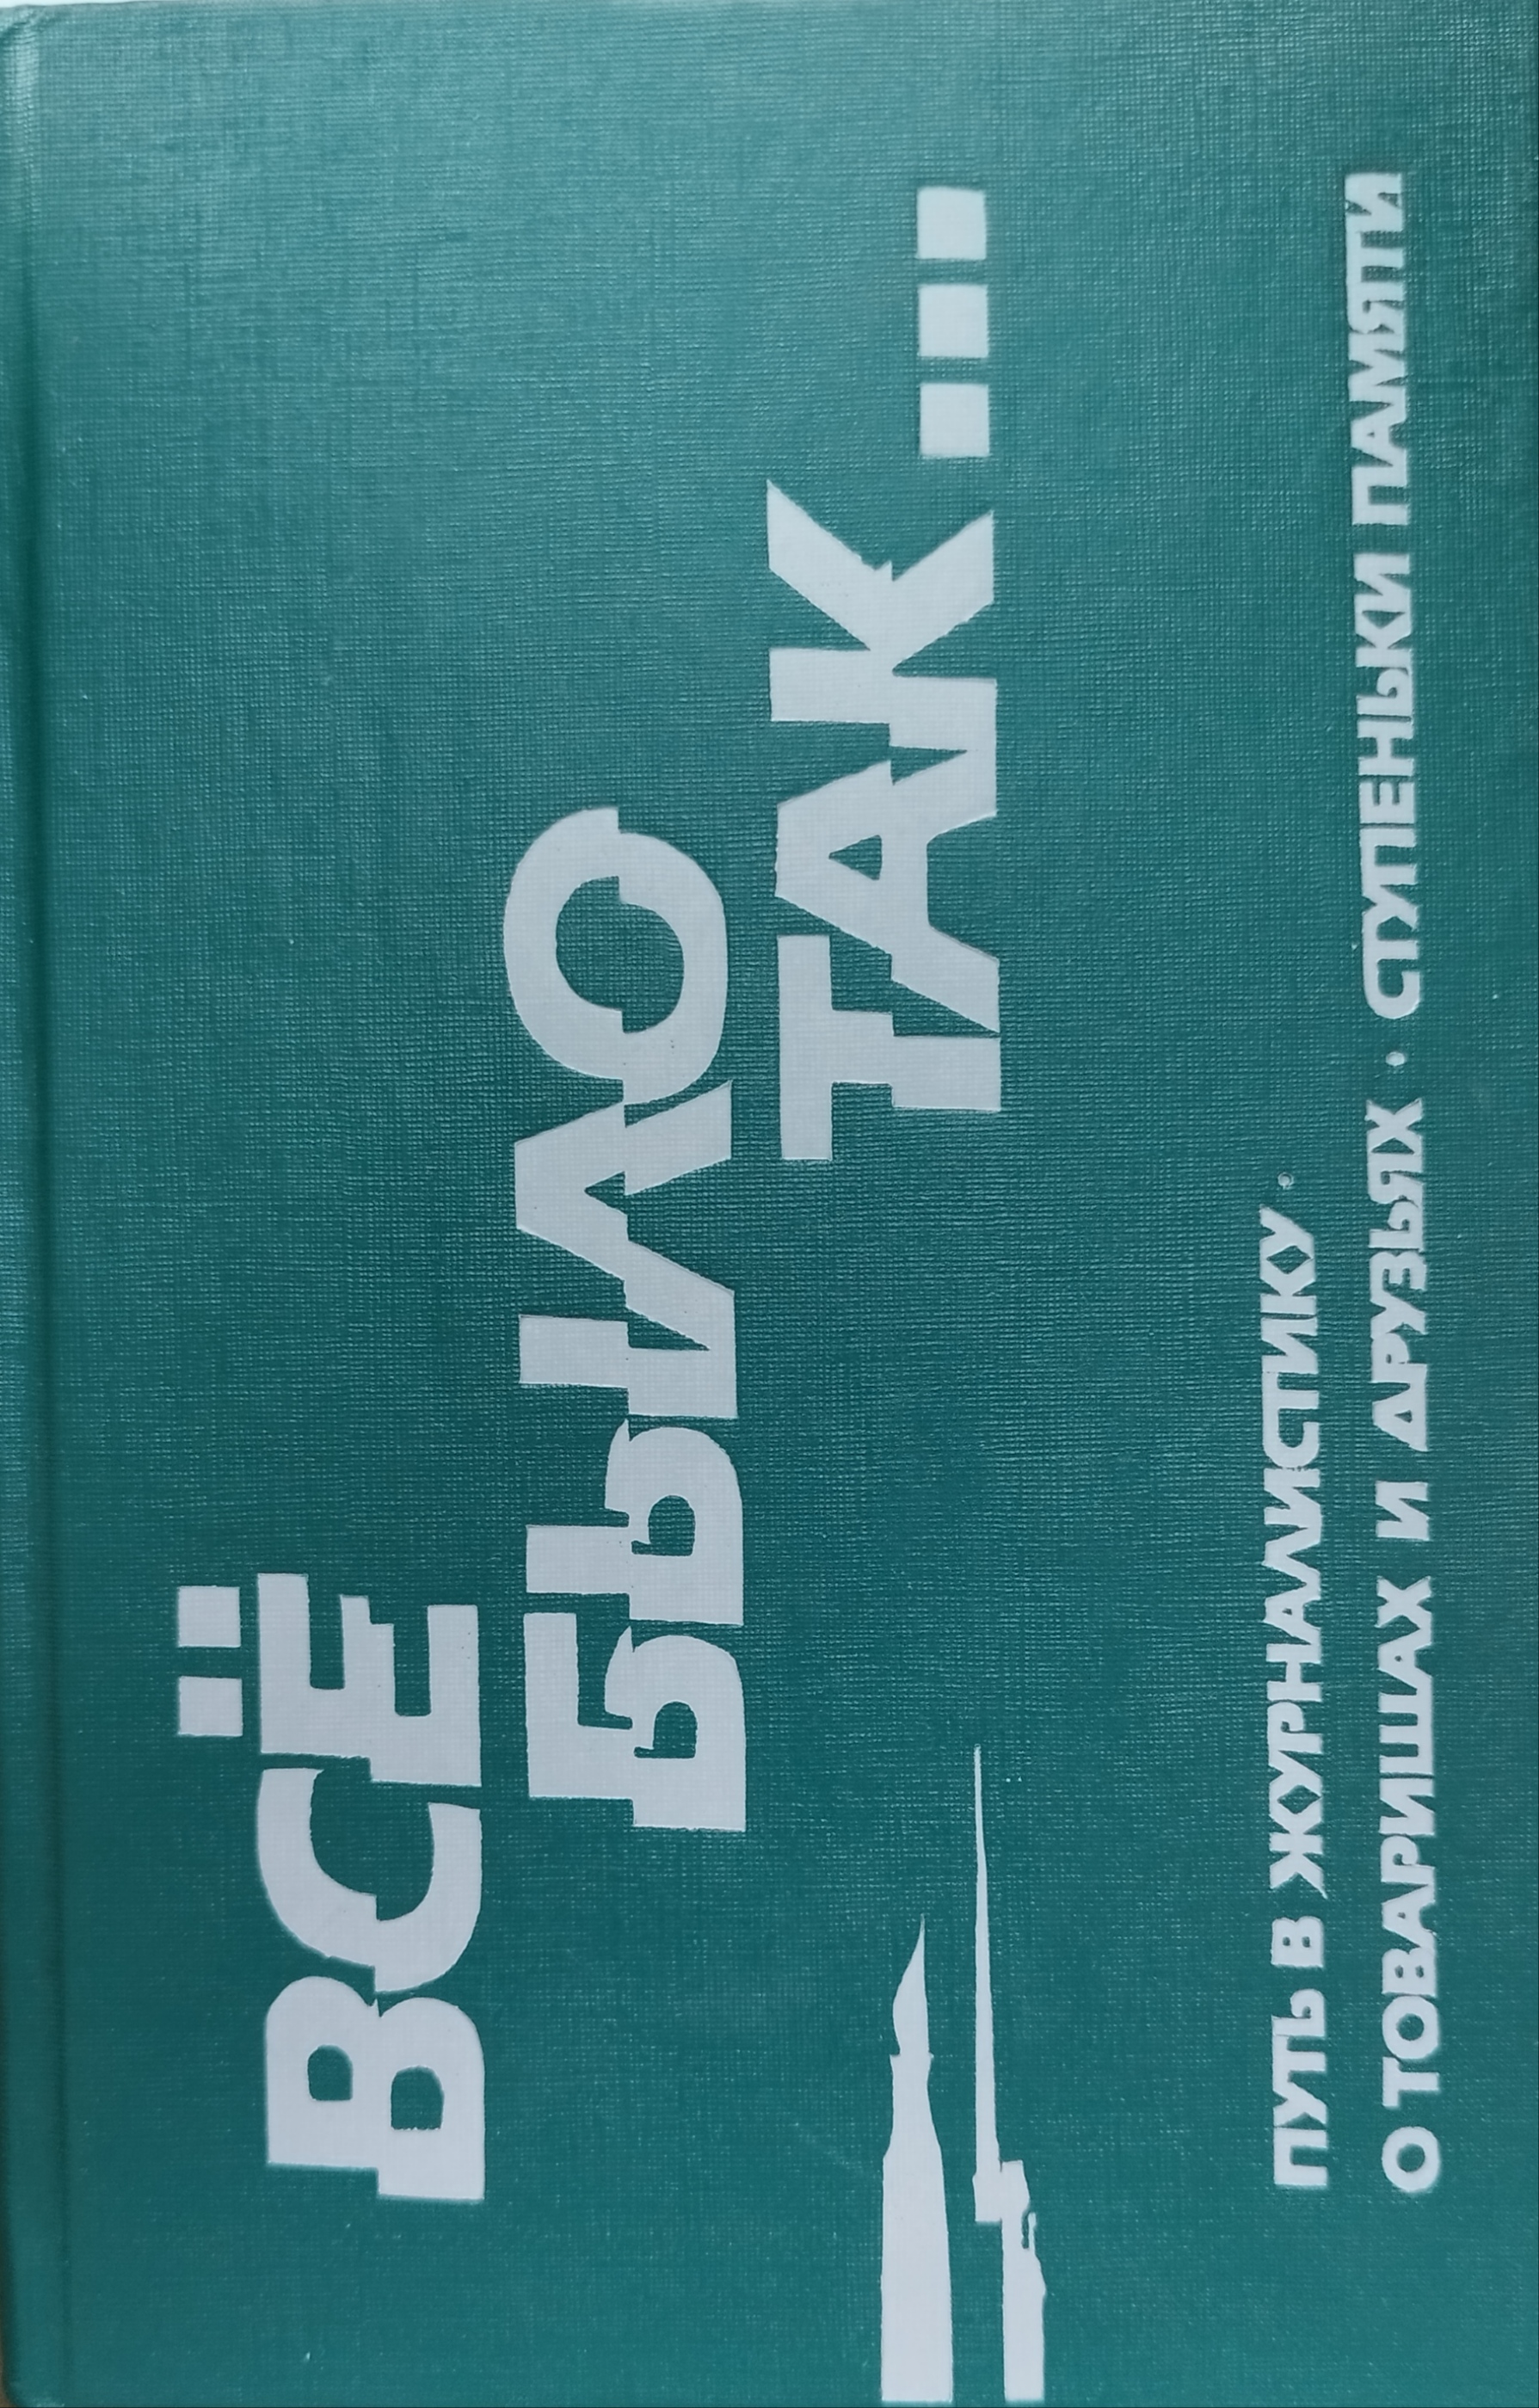 ВСЁ
БЫЛО
ТАК...
ПУТЬ В ЖУРНАЛИСТИКУ •
О ТОВАРИЩАХ И ДРУЗЬЯХ • СТУПЕНЬКИ ПАМЯТИ